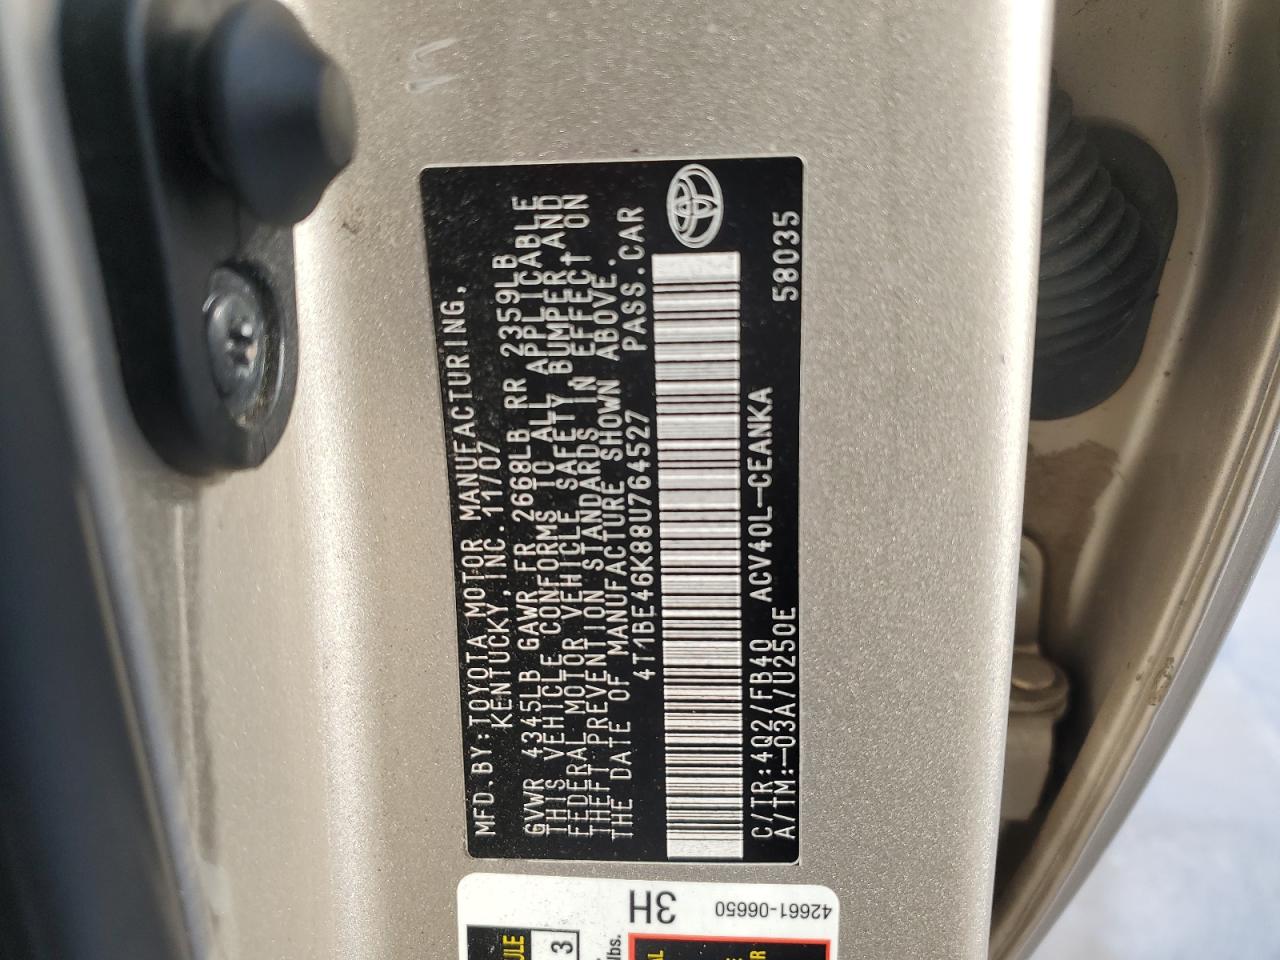 MFD.BY:TOYOTA MOTOR MANUFACTURING,
KENTUCKY, INC. 11/07
GVWR 4345LB GAWR FR 2668LB RR 2359LB
THIS VEHICLE CONFORMS TO ALL APPLICABLE
FEDERAL MOTOR VEHICLE SAFETY, BUMPER, AND
THEFT PREVENTION STANDARDS IN EFFECT ON
THE DATE OF MANUFACTURE SHOWN ABOVE.
4T1BE46K88U764527 PASS.CAR
C/TR:4Q2/FB40 ACV40L-CEANKA 58035
A/TM:-03A/U250E
42661-06650
3H
lbs.
3